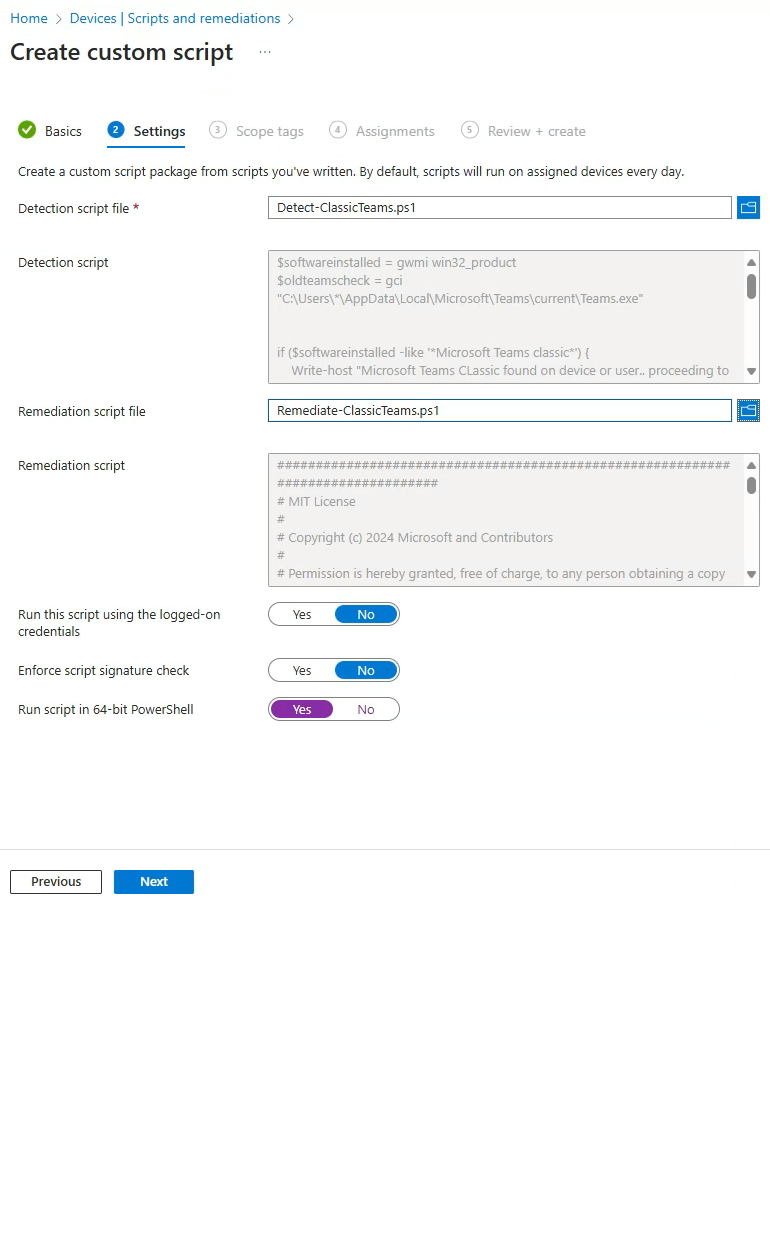 Home > Devices | Scripts and remediations >
Create custom script ...
Basics
2 Settings
3 Scope tags
4 Assignments
5 Review + create
Create a custom script package from scripts you've written. By default, scripts will run on assigned devices every day.
Detection script file *
Detect-ClassicTeams.ps1
Detection script
$softwareinstalled = gwmi win32_product
$oldteamscheck = gci
"C:\Users\*\AppData\Local\Microsoft\Teams\current\Teams.exe"
if ($softwareinstalled -like '*Microsoft Teams classic*') {
Write-host "Microsoft Teams CLassic found on device or user.. proceeding to
Remediation script file
Remediate-ClassicTeams.ps1
Remediation script
###########################################################
#####################
# MIT License
#
# Copyright (c) 2024 Microsoft and Contributors
#
# Permission is hereby granted, free of charge, to any person obtaining a copy
Run this script using the logged-on
credentials
Yes No
Enforce script signature check
Yes No
Run script in 64-bit PowerShell
Yes No
Previous Next